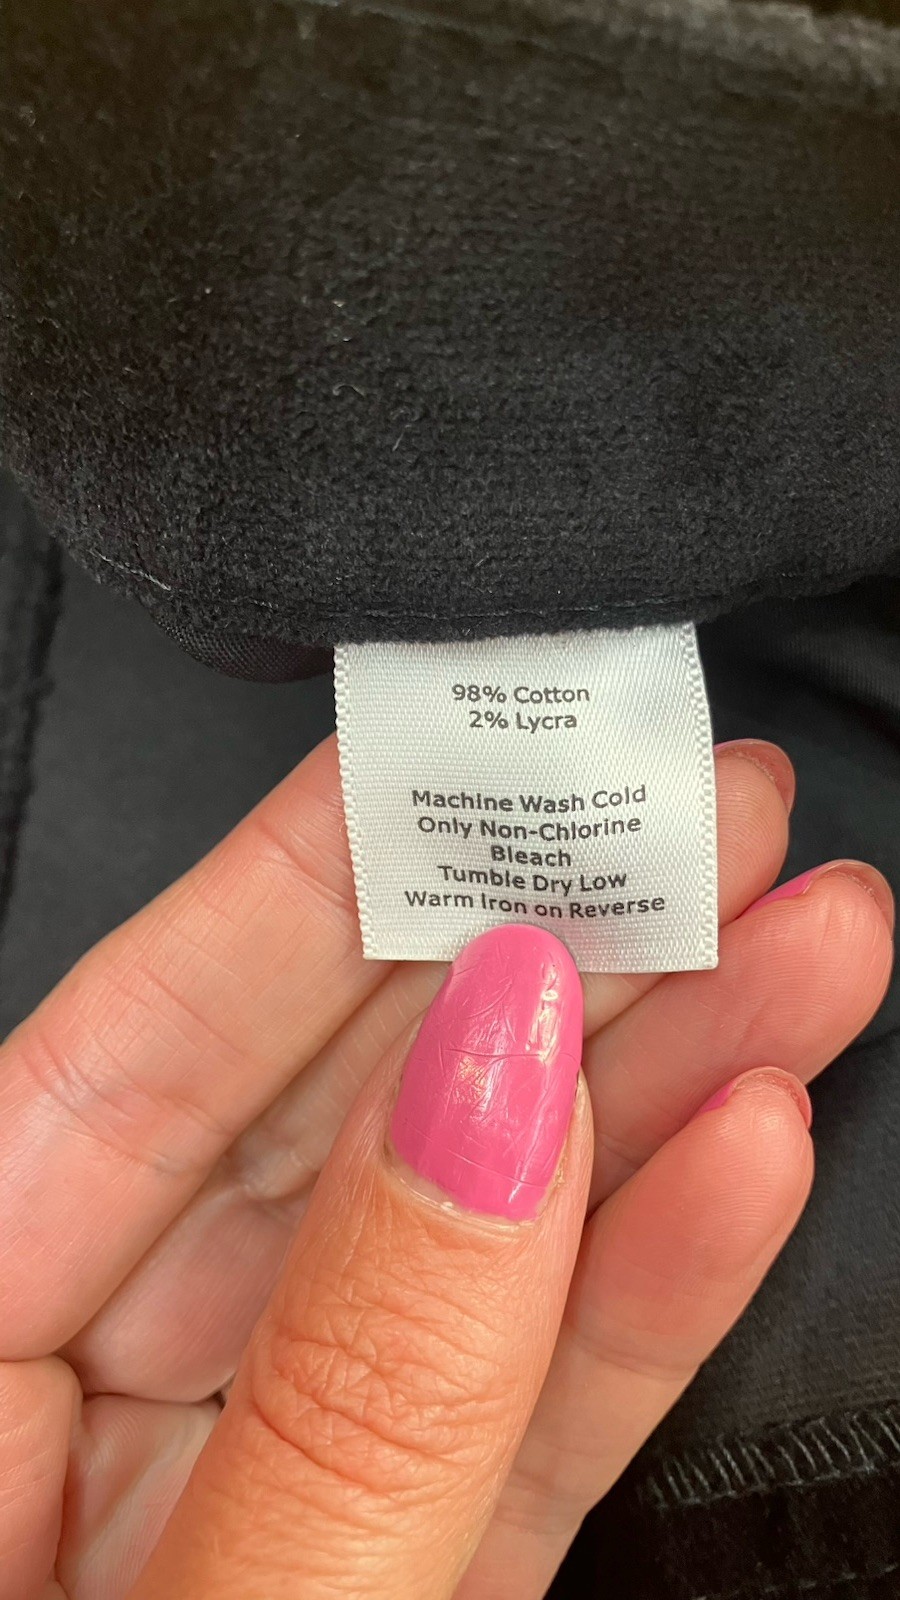 98% Cotton
2% Lycra
Machine Wash Cold
Only Non-Chlorine
Bleach
Tumble Dry Low
Warm Iron on Reverse